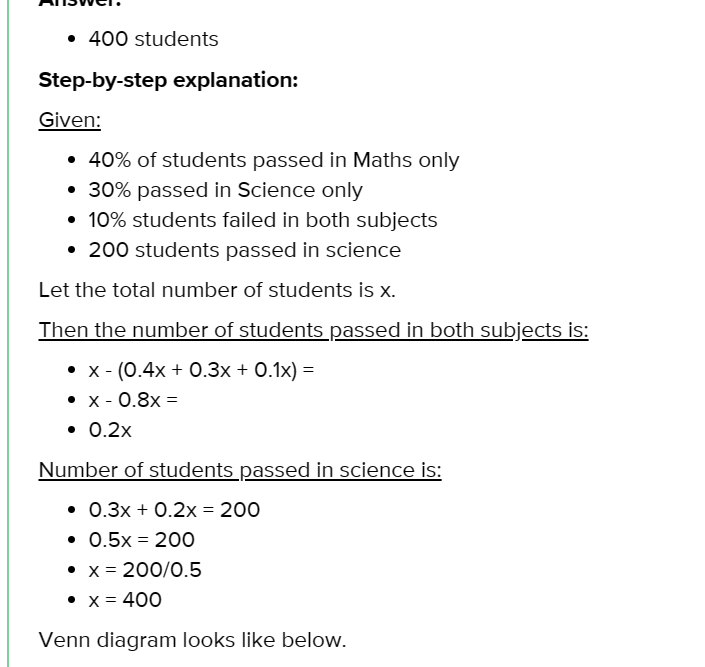 Answer:
• 400 students
Step-by-step explanation:
Given:
• 40% of students passed in Maths only
• 30% passed in Science only
• 10% students failed in both subjects
• 200 students passed in science
Let the total number of students is x.
Then the number of students passed in both subjects is:
• x - (0.4x + 0.3x + 0.1x) =
• x - 0.8x =
• 0.2x
Number of students passed in science is:
• 0.3x + 0.2x = 200
• 0.5x = 200
• x = 200/0.5
• x = 400
Venn diagram looks like below.